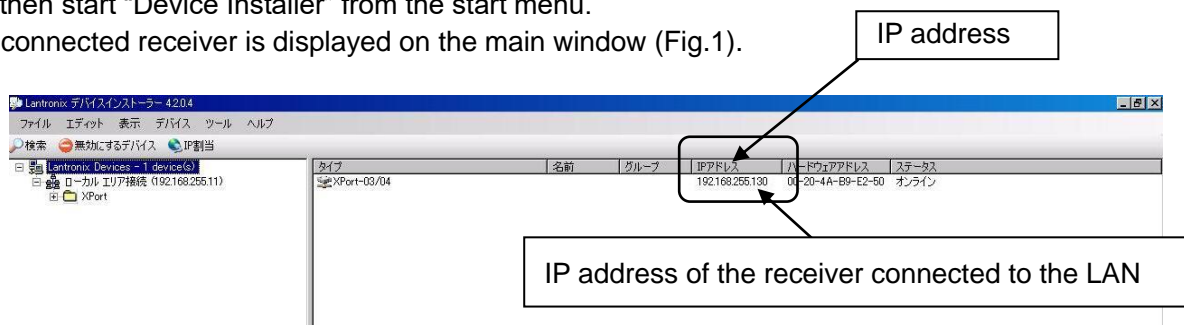 then start “Device Installer” from the start menu.
connected receiver is displayed on the main window (Fig.1).
IP address
Lantronix デバイスインストーラー 4.2.0.4
ファイル エディット 表示 デバイス ツール ヘルプ
検索 無効にするデバイス IP割当
Lantronix Devices - 1 device(s)
ローカル エリア接続 (192.168.255.11)
XPort
タイプ 名前 グループ IPアドレス ハードウェアアドレス ステータス
XPort-03/04 192.168.255.130 00-20-4A-B9-E2-50 オンライン
IP address of the receiver connected to the LAN